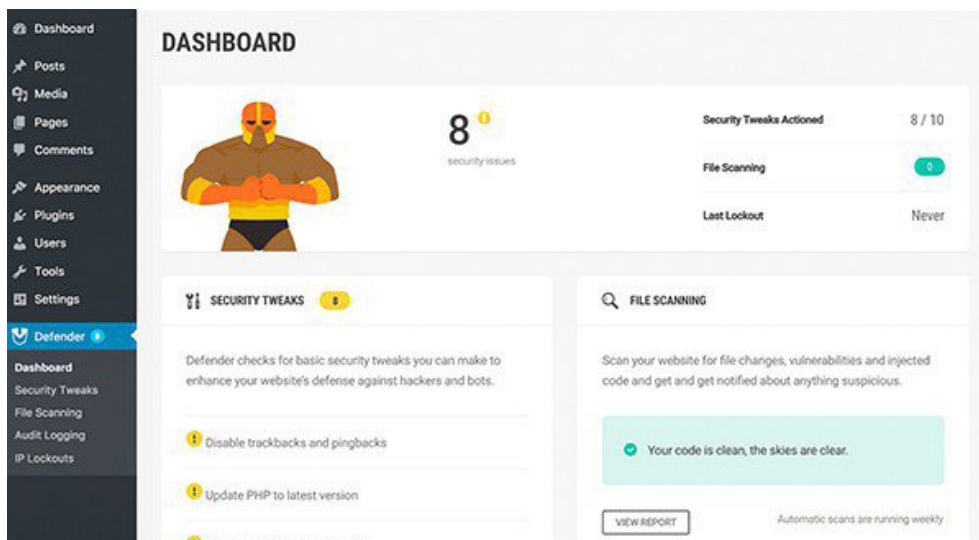 Dashboard
Posts
Media
Pages
Comments
Appearance
Plugins
Users
Tools
Settings
Defender
Dashboard
Security Tweaks
File Scanning
Audit Logging
IP Lockouts
DASHBOARD
8
security issues
Security Tweaks Actioned 8 / 10
File Scanning 0
Last Lockout Never
SECURITY TWEAKS 8
Defender checks for basic security tweaks you can make to
enhance your website's defense against hackers and bots.
Disable trackbacks and pingbacks
Update PHP to latest version
FILE SCANNING
Scan your website for file changes, vulnerabilities and injected
code and get and get notified about anything suspicious.
Your code is clean, the skies are clear.
VIEW REPORT Automatic scans are running weekly